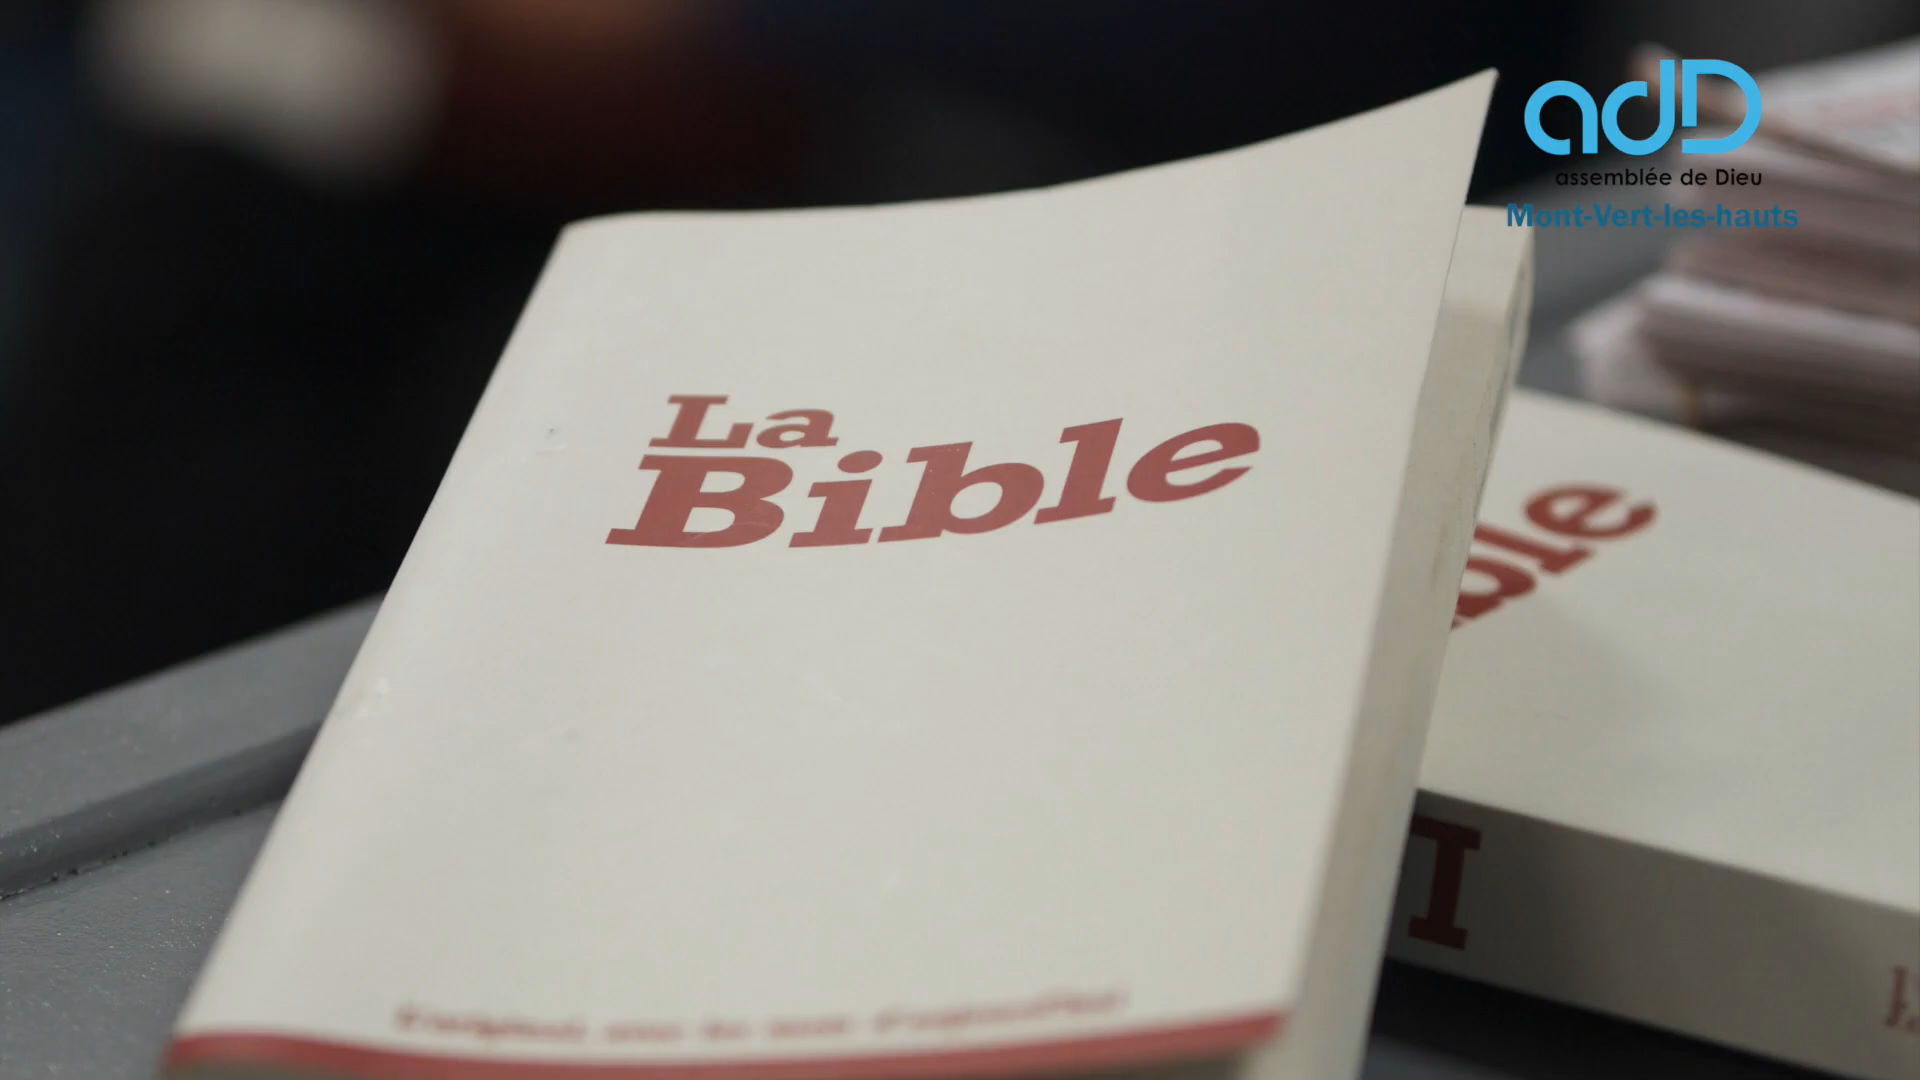 adD
assemblée de Dieu
Mont-Vert-les-hauts
La
Bible
ble